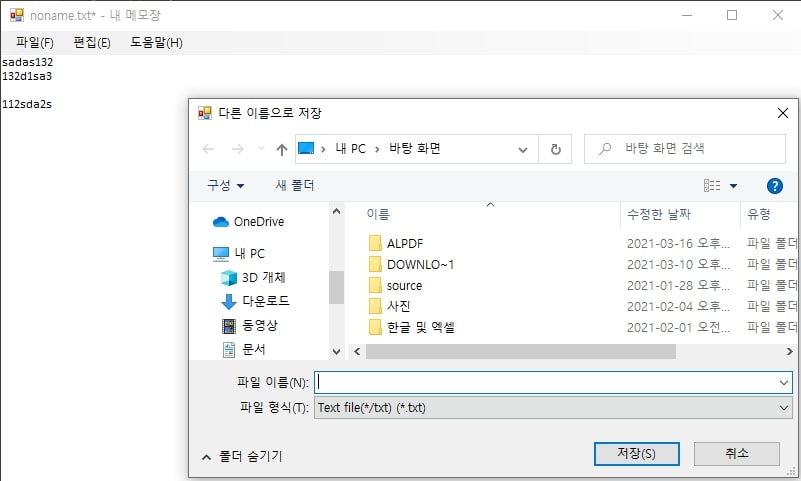 noname.txt* - 내 메모장
파일(F) 편집(E) 도움말(H)
sadas132
132d1sa3
112sda2s
다른 이름으로 저장
내 PC 바탕 화면
바탕 화면 검색
구성 새 폴더
OneDrive
내 PC
3D 개체
다운로드
동영상
문서
이름 수정한 날짜 유형
ALPDF 2021-03-16 오후... 파일 폴더
DOWNLO~1 2021-03-10 오후... 파일 폴더
source 2021-01-28 오후... 파일 폴더
사진 2021-02-04 오후... 파일 폴더
한글 및 엑셀 2021-02-01 오전... 파일 폴더
파일 이름(N):
파일 형식(T): Text file(*/txt) (*.txt)
폴더 숨기기 저장(S) 취소